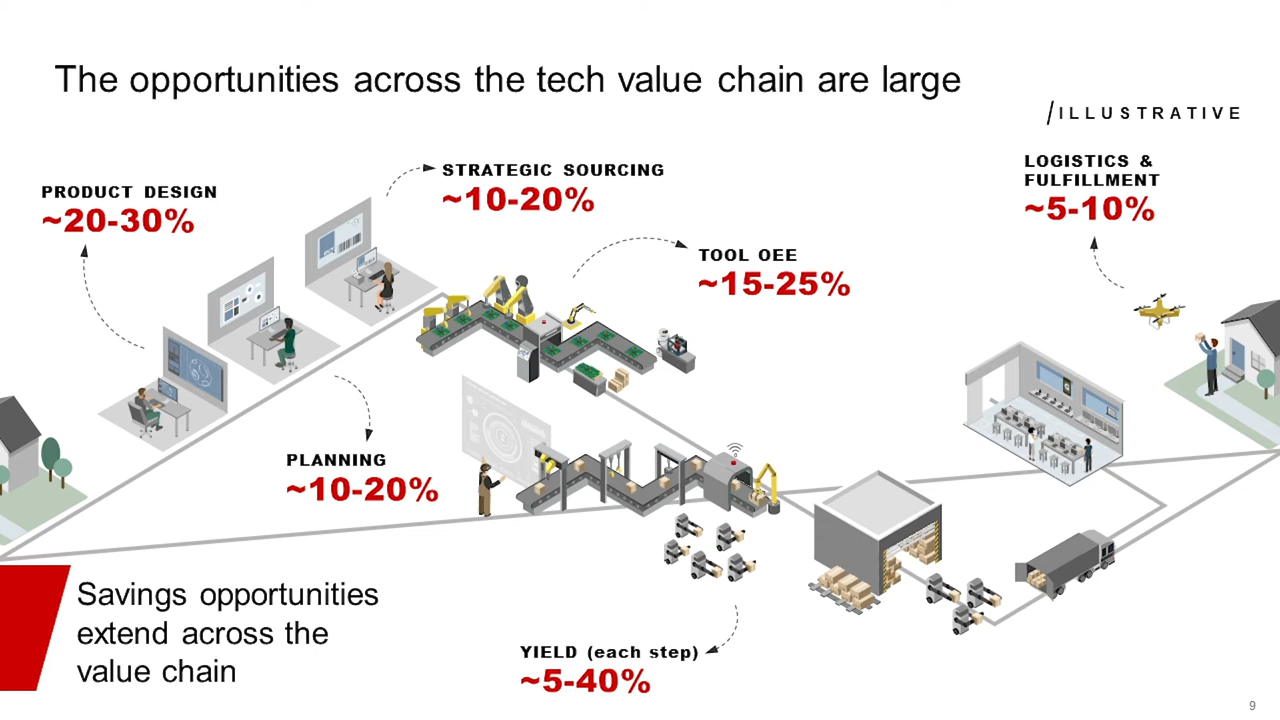 The opportunities across the tech value chain are large
/ILLUSTRATIVE
PRODUCT DESIGN
~20-30%
STRATEGIC SOURCING
~10-20%
TOOL OEE
~15-25%
LOGISTICS &
FULFILLMENT
~5-10%
PLANNING
~10-20%
YIELD (each step)
~5-40%
Savings opportunities
extend across the
value chain
9